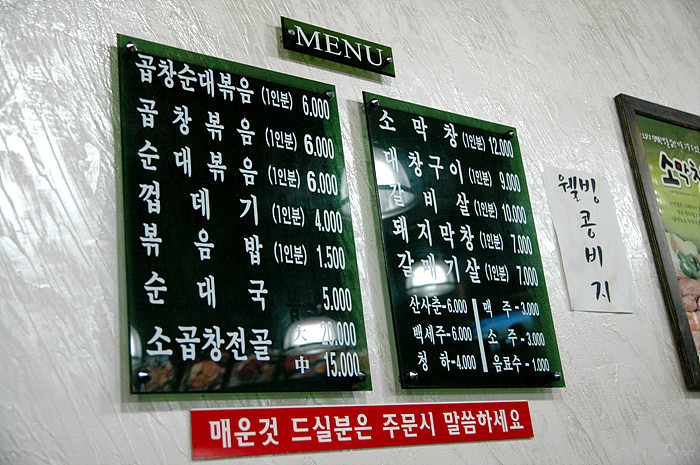 MENU
곱창순대볶음 (1인분) 6.000
곱창볶음 (1인분) 6.000
순대볶음 (1인분) 6.000
껍데기 (1인분) 4.000
볶음밥 (1인분) 1.500
순대국 5.000
소곱창전골 大 20.000
中 15.000
소막창 (1인분) 12.000
대창구이 (1인분) 9.000
갈비살 (1인분) 10.000
돼지막창 (1인분) 7.000
갈매기살 (1인분) 7.000
산사춘-6.000 맥주-3.000
백세주-6.000 소주-3.000
청하-4.000 음료수-1.000
매운것 드실분은 주문시 말씀하세요
웰빙콩비지
소막창